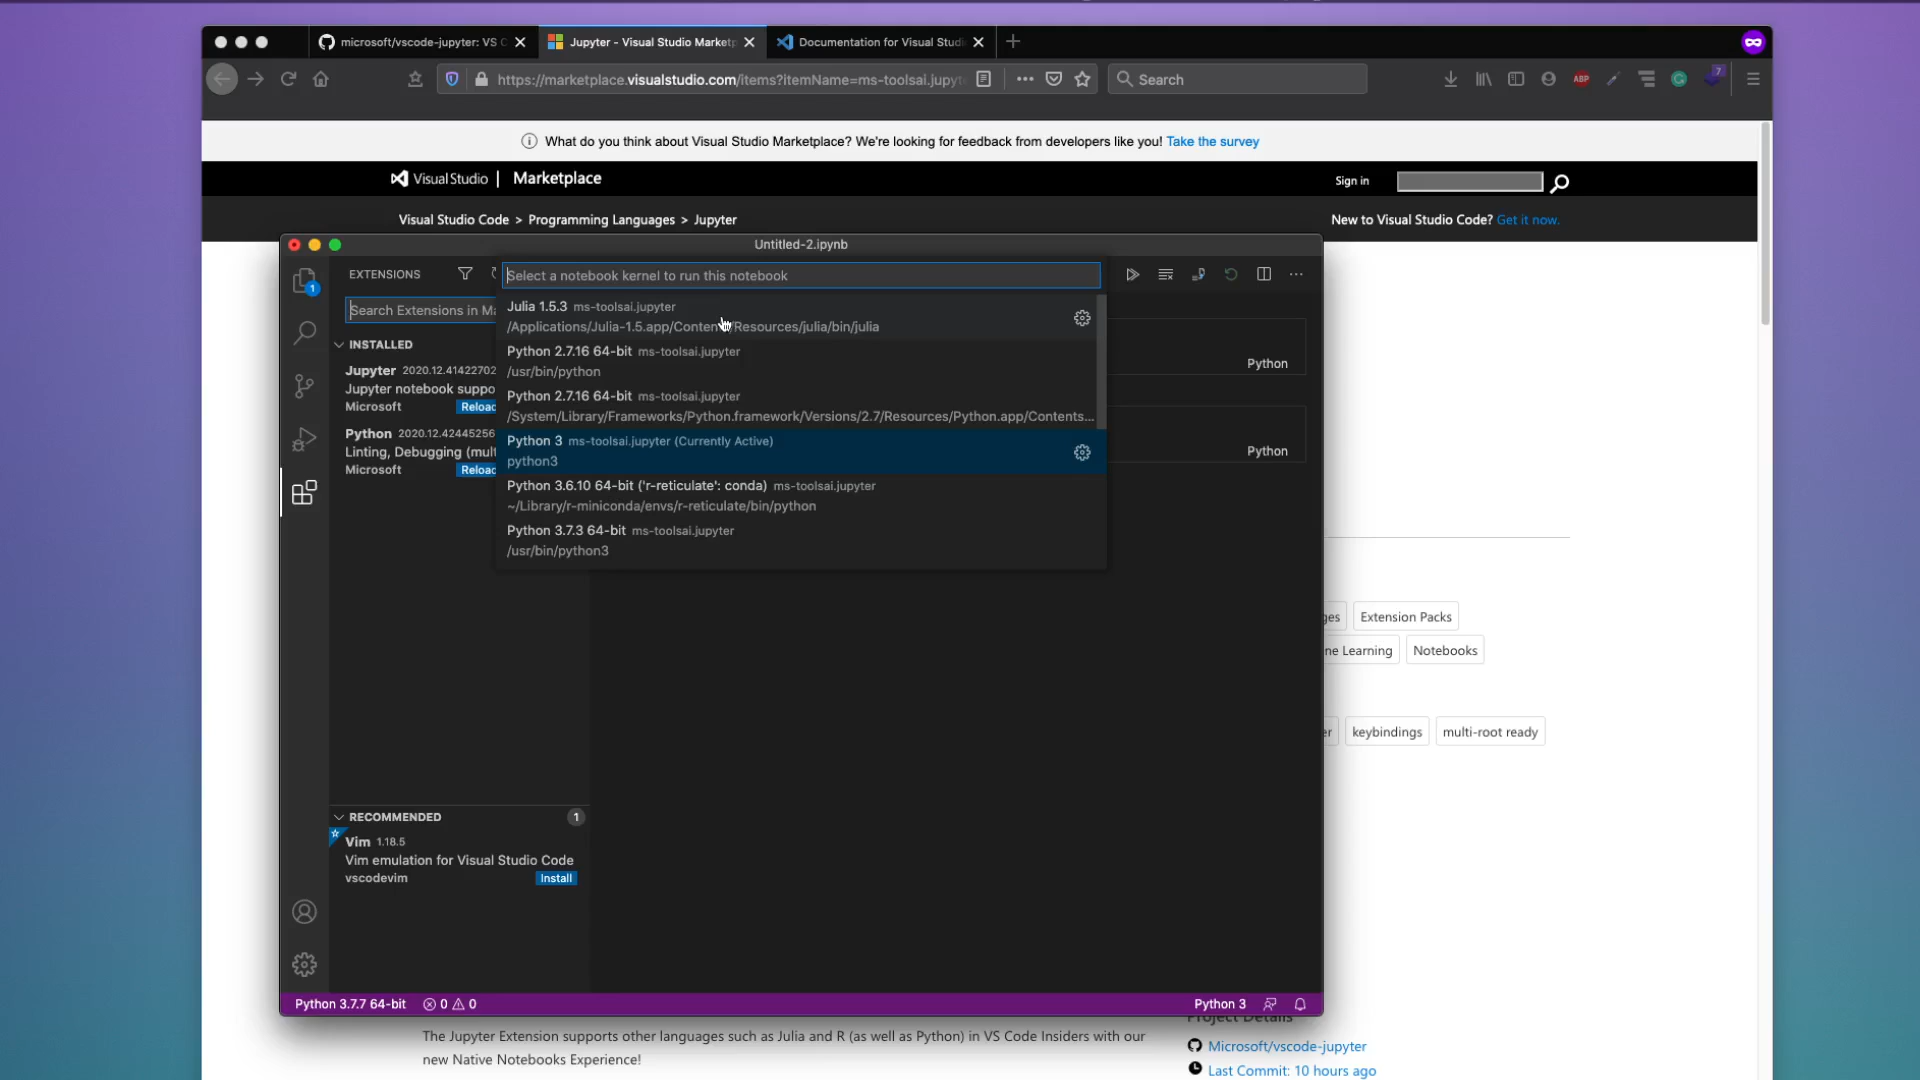 microsoft/vscode-jupyter: VS C
Jupyter - Visual Studio Marketp
Documentation for Visual Studi
https://marketplace.visualstudio.com/items?itemName=ms-toolsai.jupyt
Search
ABP
7
What do you think about Visual Studio Marketplace? We're looking for feedback from developers like you! Take the survey
Visual Studio | Marketplace
Sign in
Visual Studio Code > Programming Languages > Jupyter
New to Visual Studio Code? Get it now.
Untitled-2.ipynb
EXTENSIONS
Select a notebook kernel to run this notebook
1
Search Extensions in Ma
Julia 1.5.3 ms-toolsai.jupyter
/Applications/Julia-1.5.app/Content/Resources/julia/bin/julia
INSTALLED
Python 2.7.16 64-bit ms-toolsai.jupyter
/usr/bin/python
Python
Jupyter 2020.12.41422702
Jupyter notebook suppo
Microsoft
Reload
Python 2.7.16 64-bit ms-toolsai.jupyter
/System/Library/Frameworks/Python.framework/Versions/2.7/Resources/Python.app/Contents...
Python 2020.12.42445256
Linting, Debugging (mult
Microsoft
Reload
Python 3 ms-toolsai.jupyter (Currently Active)
python3
Python
Python 3.6.10 64-bit ('r-reticulate': conda) ms-toolsai.jupyter
~/Library/r-miniconda/envs/r-reticulate/bin/python
Python 3.7.3 64-bit ms-toolsai.jupyter
/usr/bin/python3
ges
Extension Packs
ne Learning
Notebooks
er
keybindings
multi-root ready
RECOMMENDED
1
Vim 1.18.5
Vim emulation for Visual Studio Code
vscodevim
Install
Python 3.7.7 64-bit
0
0
Python 3
Project Details
The Jupyter Extension supports other languages such as Julia and R (as well as Python) in VS Code Insiders with our
new Native Notebooks Experience!
Microsoft/vscode-jupyter
Last Commit: 10 hours ago